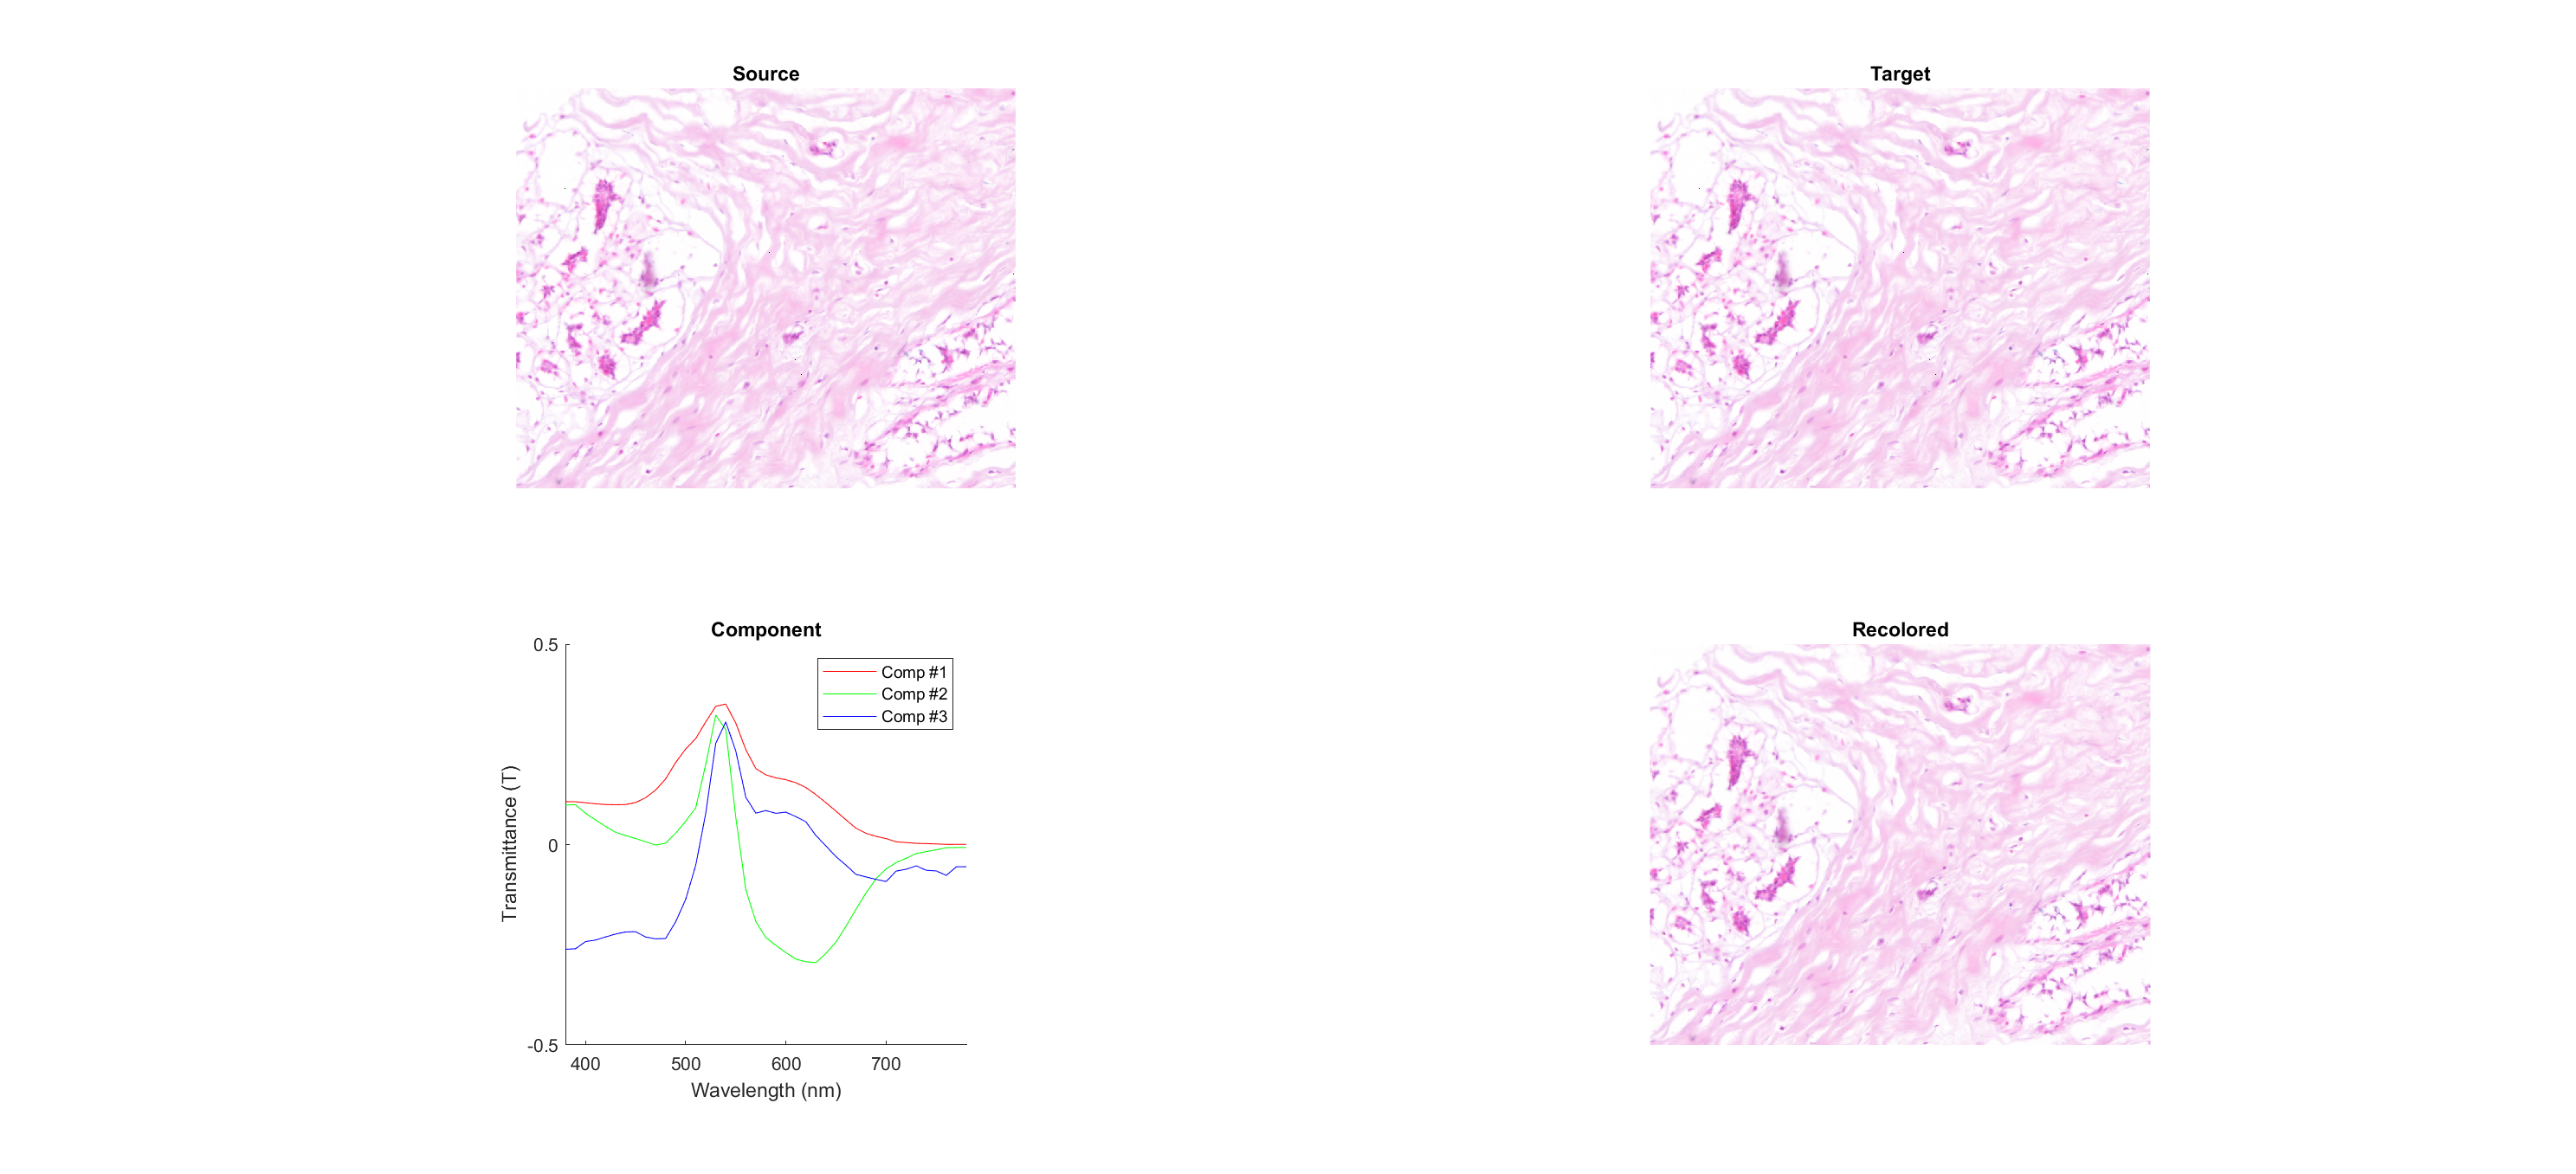 Source
Target
Component
0.5
0
-0.5
Transmittance (T)
400 500 600 700
Wavelength (nm)
Comp #1
Comp #2
Comp #3
Recolored